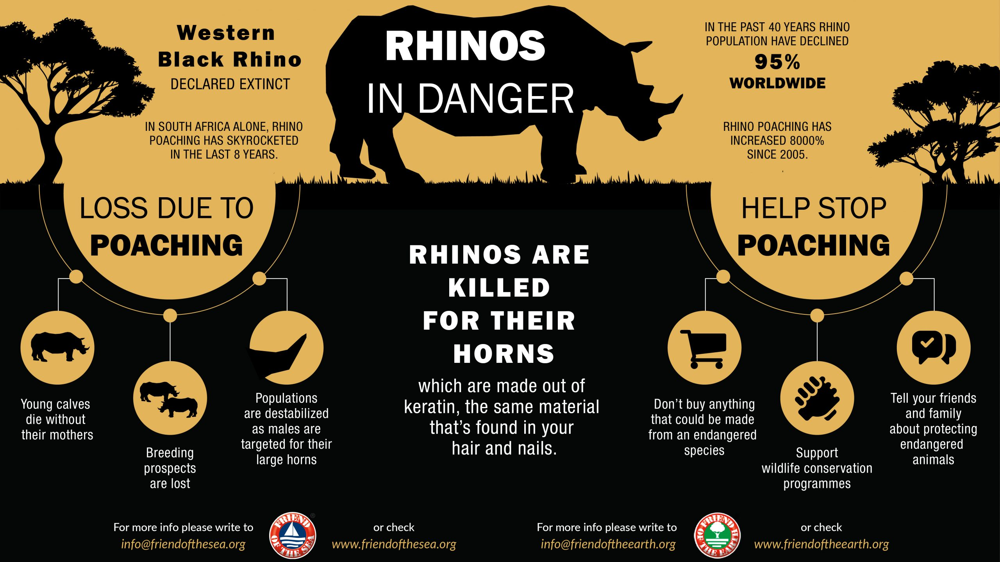 Western
Black Rhino
DECLARED EXTINCT
IN SOUTH AFRICA ALONE, RHINO
POACHING HAS SKYROCKETED
IN THE LAST 8 YEARS.
RHINOS
IN DANGER
IN THE PAST 40 YEARS RHINO
POPULATION HAVE DECLINED
95%
WORLDWIDE
RHINO POACHING HAS
INCREASED 8000%
SINCE 2005.
LOSS DUE TO
POACHING
Young calves
die without
their mothers
Breeding
prospects
are lost
Populations
are destabilized
as males are
targeted for their
large horns
RHINOS ARE
KILLED
FOR THEIR
HORNS
which are made out of
keratin, the same material
that’s found in your
hair and nails.
HELP STOP
POACHING
Don’t buy anything
that could be made
from an endangered
species
Support
wildlife conservation
programmes
Tell your friends
and family
about protecting
endangered
animals
For more info please write to
info@friendofthesea.org
FRIEND
OF THE SEA
®
or check
www.friendofthesea.org
For more info please write to
info@friendoftheearth.org
FRIEND
OF THE EARTH
or check
www.friendoftheearth.org